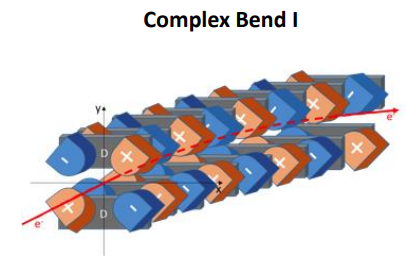 Complex Bend I
Y
- D + + + + - e⁻
X
+ D - - + - + - + 
e⁻